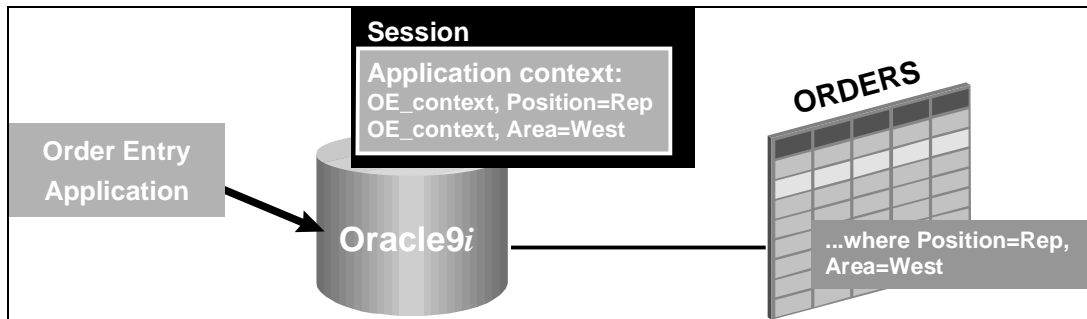 Session
Application context:
OE_context, Position=Rep
OE_context, Area=West
ORDERS
Order Entry
Application
Oracle9i
...where Position=Rep,
Area=West